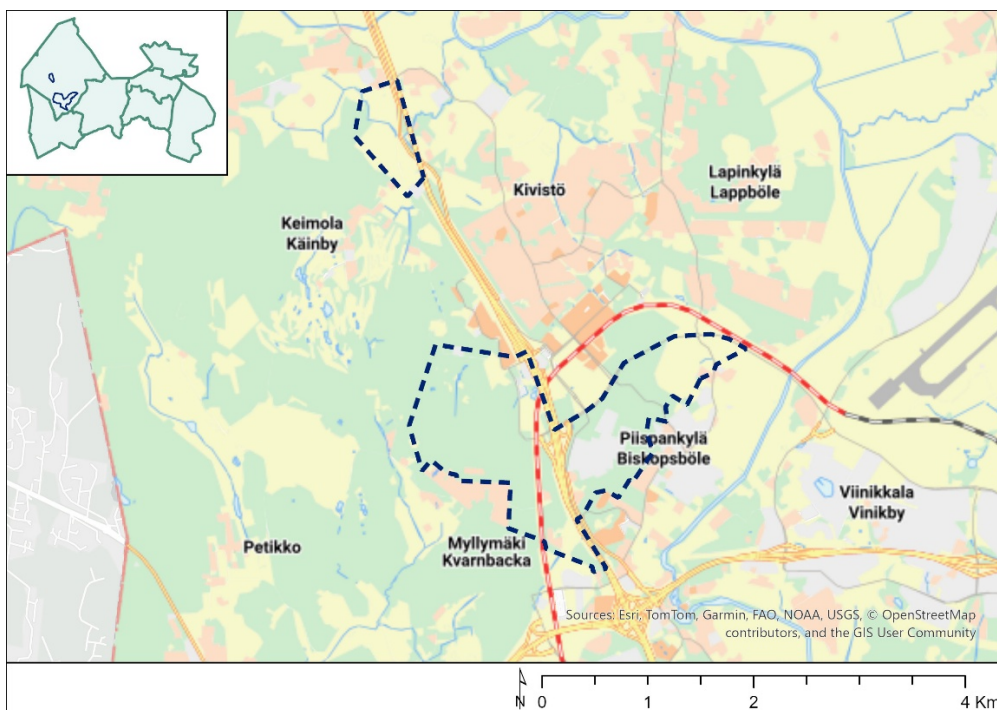 Kivistö
Lapinkylä
Lappböle
Keimola
Käinby
Piispankylä
Biskopsböle
Viinikkala
Vinikby
Petikko
Myllymäki
Kvarnbacka
Sources: Esri, TomTom, Garmin, FAO, NOAA, USGS, © OpenStreetMap
contributors, and the GIS User Community
N 0 1 2 4 Km